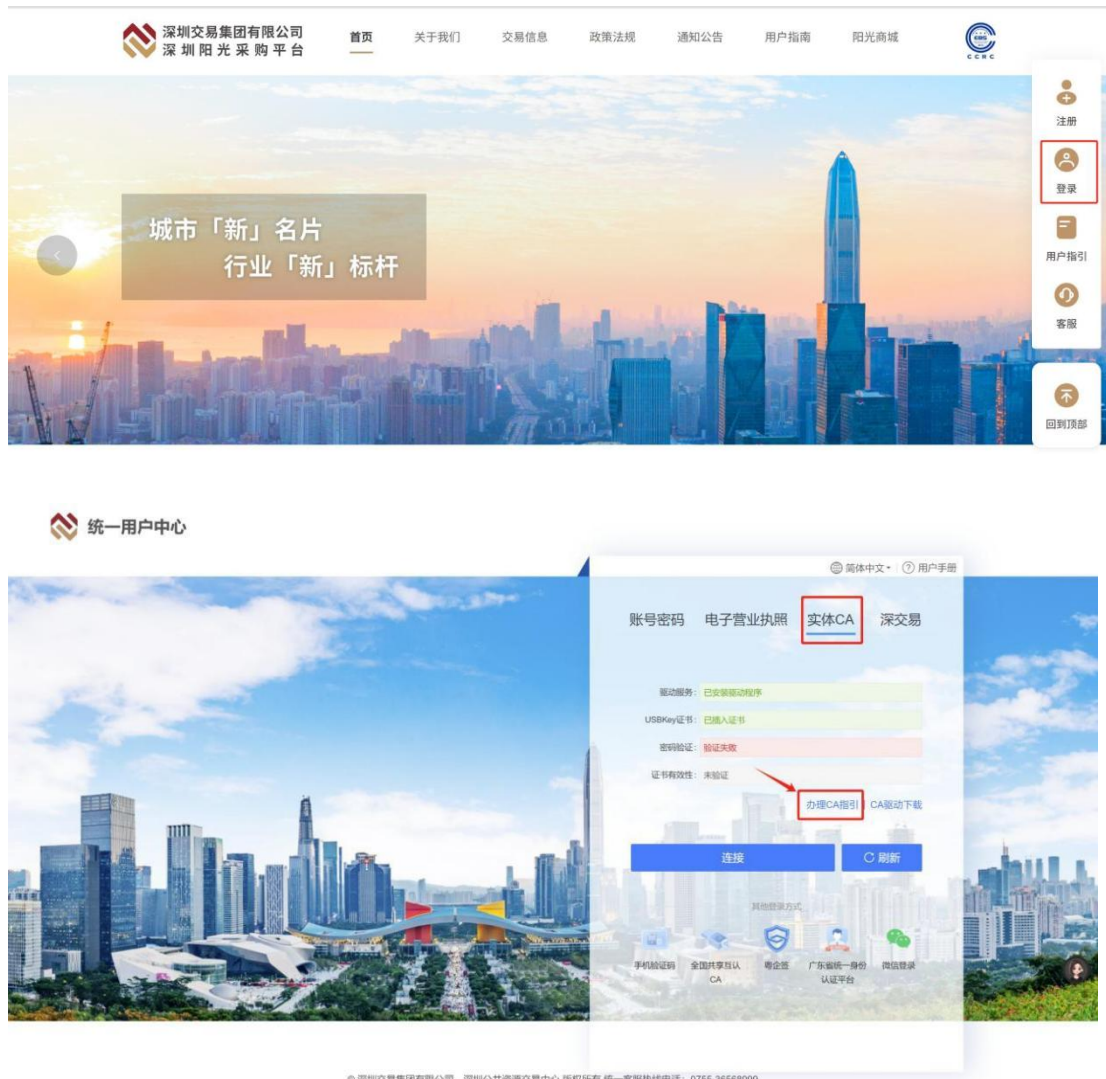 深圳交易集团有限公司
深圳阳光采购平台
首页 关于我们 交易信息 政策法规 通知公告 用户指南 阳光商城
CCRC
注册
登录
用户指引
客服
回到顶部
城市「新」名片
行业「新」标杆
统一用户中心
简体中文 用户手册
账号密码 电子营业执照 实体CA 深交易
驱动服务: 已安装驱动程序
USBKey证书: 已插入证书
密码验证: 验证失败
证书有效性: 未验证
办理CA指引 CA驱动下载
连接 刷新
其他登录方式
手机验证码 全国共享互认CA 粤企签 广东省统一身份认证平台 微信登录